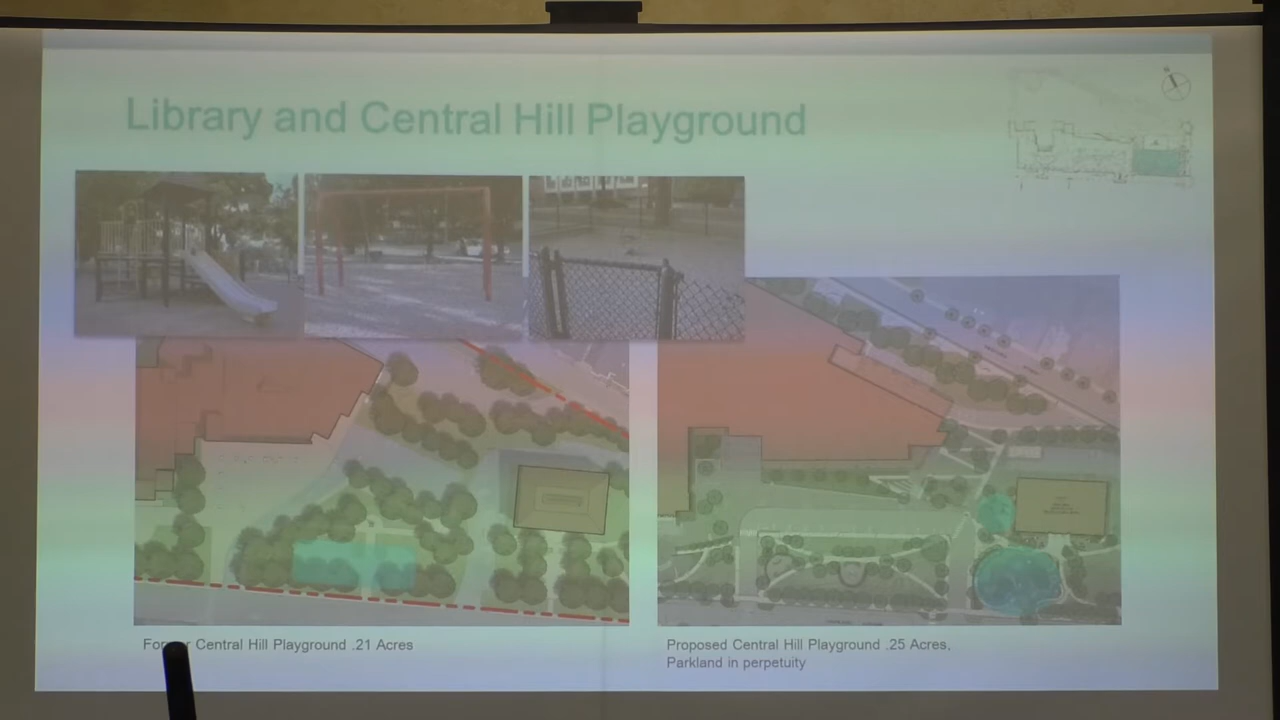 Library and Central Hill Playground
Former Central Hill Playground .21 Acres
Proposed Central Hill Playground .25 Acres,
Parkland in perpetuity